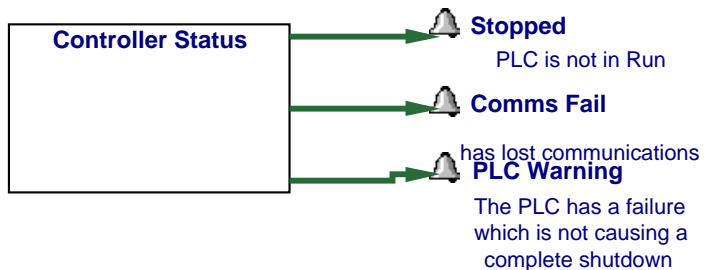 Controller Status
Stopped
PLC is not in Run
Comms Fail
has lost communications
PLC Warning
The PLC has a failure
which is not causing a
complete shutdown